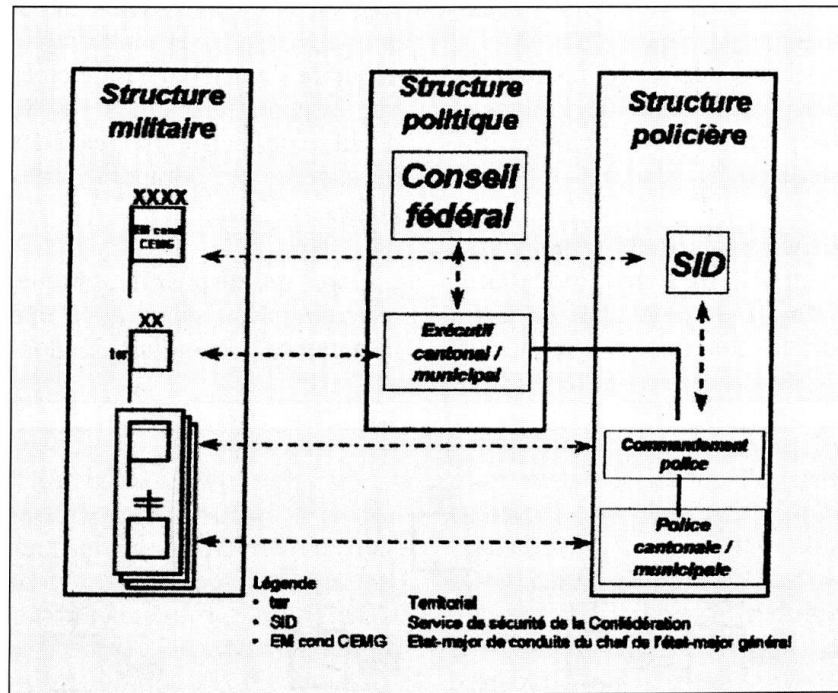 Structure
militaire
XXXX
EM cond
CEMG
XX
ter
Structure
politique
Conseil
fédéral
Exécutif
cantonal /
municipal
Structure
policière
SID
Commandement
police
Police
cantonale /
municipale
Légende
• ter Territorial
• SID Service de sécurité de la Confédération
• EM cond CEMG Etat-major de conduite du chef de l'état-major général